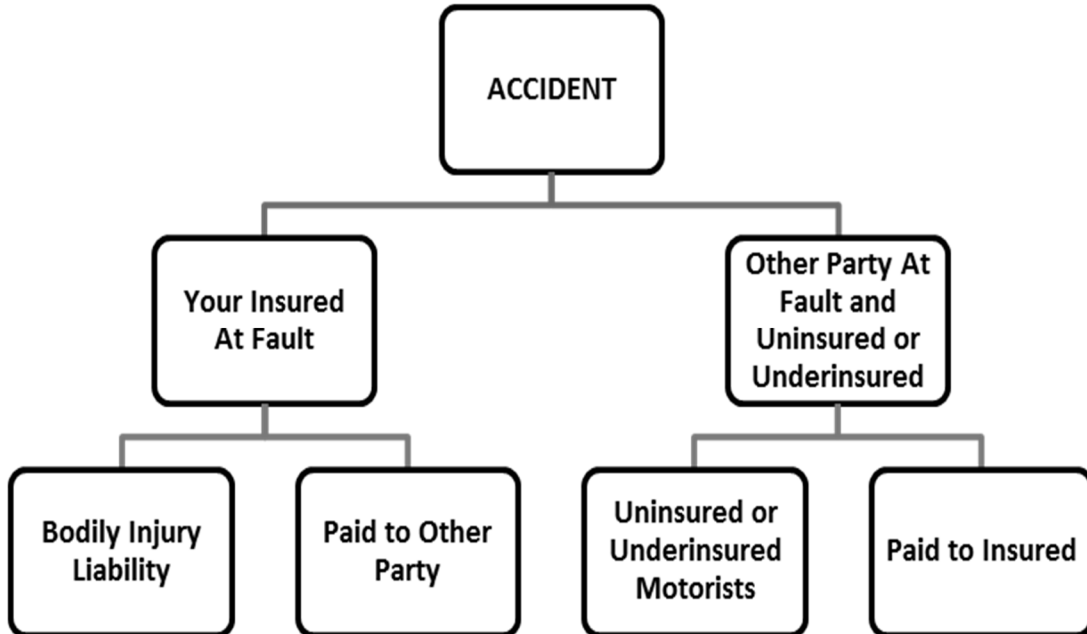 ACCIDENT
Your Insured
At Fault
Other Party At
Fault and
Uninsured or
Underinsured
Bodily Injury
Liability
Paid to Other
Party
Uninsured or
Underinsured
Motorists
Paid to Insured